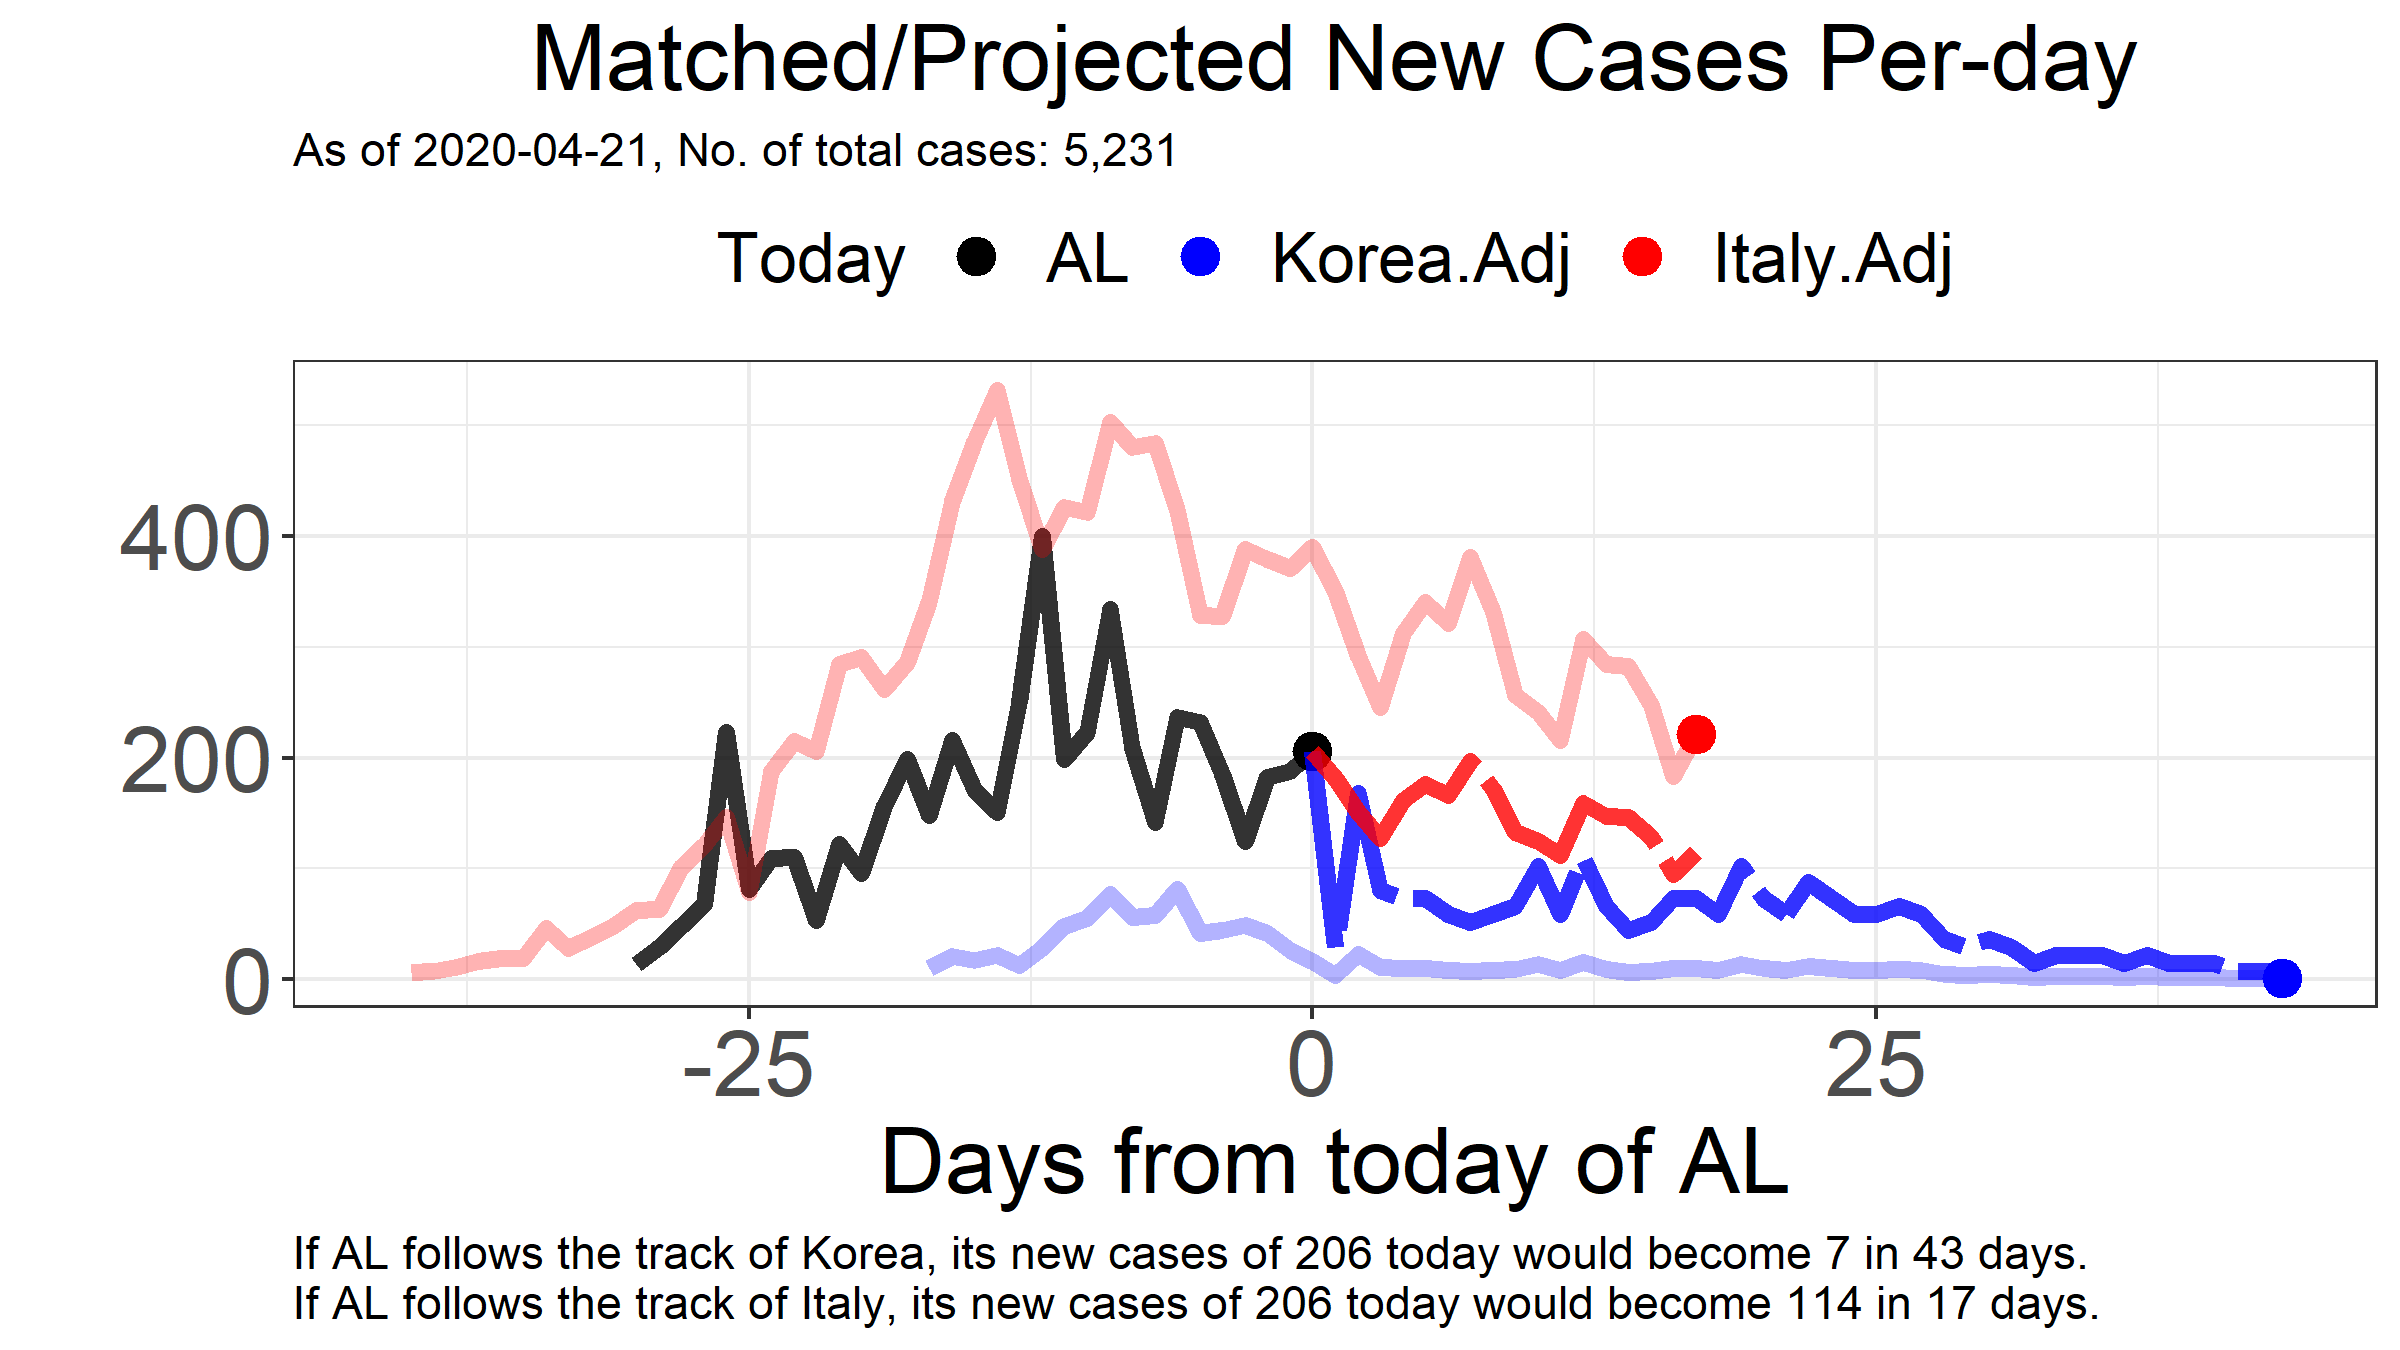 Matched/Projected New Cases Per-day
As of 2020-04-21, No. of total cases: 5,231
Today AL Korea.Adj Italy.Adj
400
200
0
-25 0 25
Days from today of AL
If AL follows the track of Korea, its new cases of 206 today would become 7 in 43 days.
If AL follows the track of Italy, its new cases of 206 today would become 114 in 17 days.